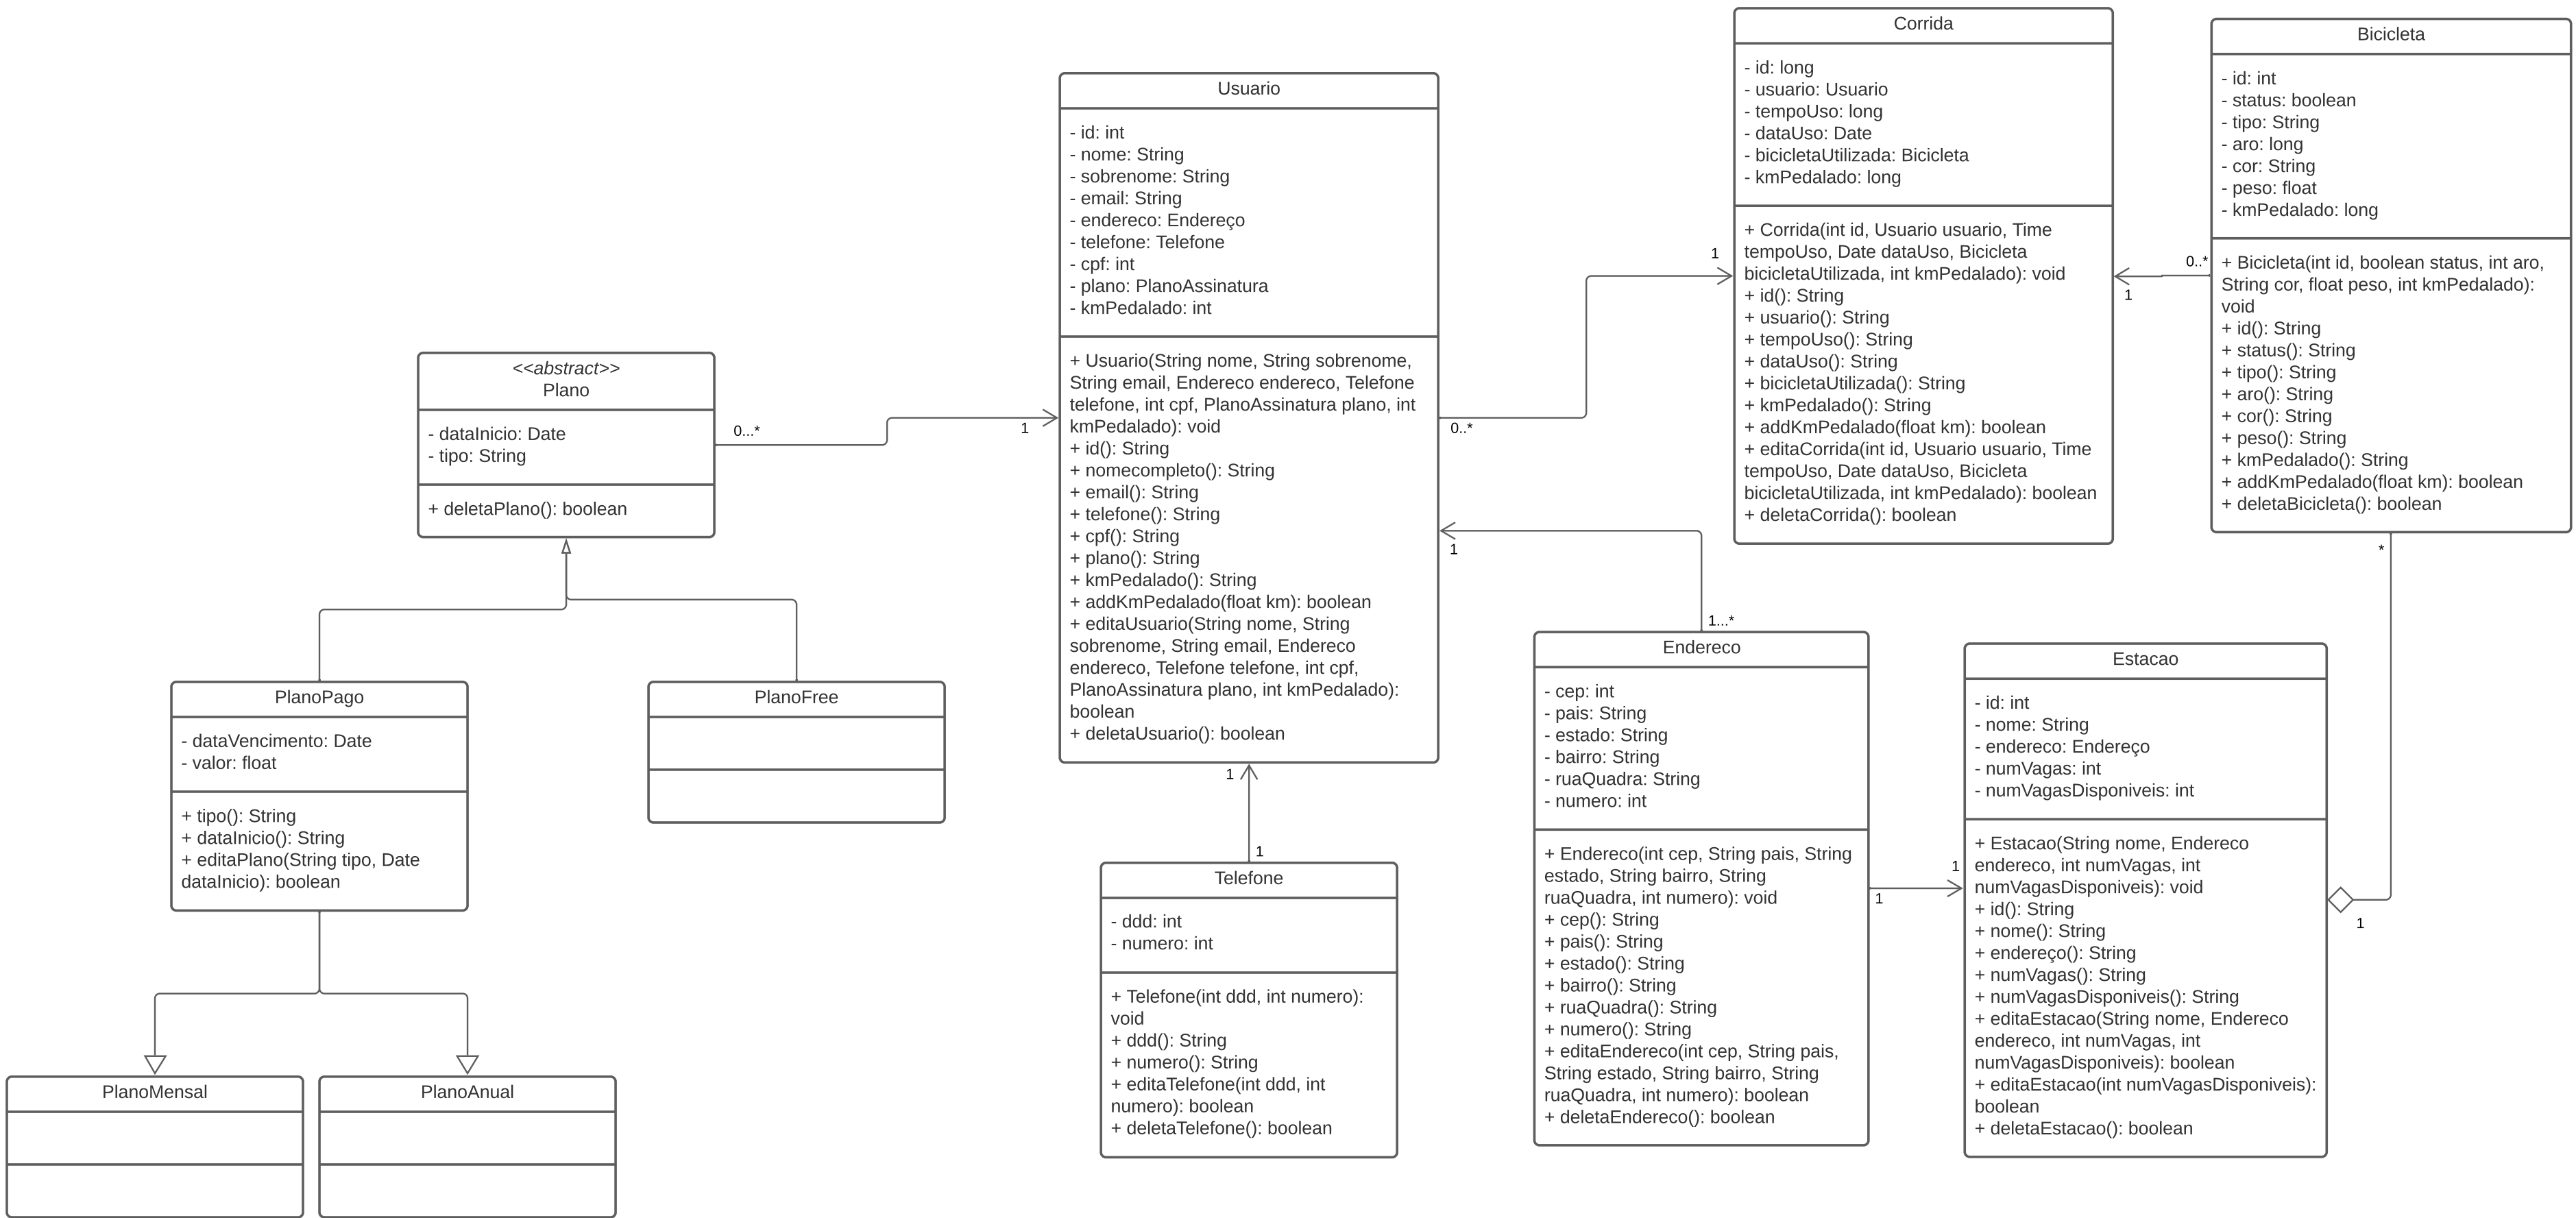 Corrida
- id: long
- usuario: Usuario
- tempoUso: long
- dataUso: Date
- bicicletaUtilizada: Bicicleta
- kmPedalado: long
+ Corrida(int id, Usuario usuario, Time
tempoUso, Date dataUso, Bicicleta
bicicletaUtilizada, int kmPedalado): void
+ id(): String
+ usuario(): String
+ tempoUso(): String
+ dataUso(): String
+ bicicletaUtilizada(): String
+ kmPedalado(): String
+ addKmPedalado(float km): boolean
+ editaCorrida(int id, Usuario usuario, Time
tempoUso, Date dataUso, Bicicleta
bicicletaUtilizada, int kmPedalado): boolean
+ deletaCorrida(): boolean
Bicicleta
- id: int
- status: boolean
- tipo: String
- aro: long
- cor: String
- peso: float
- kmPedalado: long
+ Bicicleta(int id, boolean status, int aro,
String cor, float peso, int kmPedalado):
void
+ id(): String
+ status(): String
+ tipo(): String
+ aro(): String
+ cor(): String
+ peso(): String
+ kmPedalado(): String
+ addKmPedalado(float km): boolean
+ deletaBicicleta(): boolean
Usuario
- id: int
- nome: String
- sobrenome: String
- email: String
- endereco: Endereço
- telefone: Telefone
- cpf: int
- plano: PlanoAssinatura
- kmPedalado: int
+ Usuario(String nome, String sobrenome,
String email, Endereco endereco, Telefone
telefone, int cpf, PlanoAssinatura plano, int
kmPedalado): void
+ id(): String
+ nomecompleto(): String
+ email(): String
+ telefone(): String
+ cpf(): String
+ plano(): String
+ kmPedalado(): String
+ addKmPedalado(float km): boolean
+ editaUsuario(String nome, String
sobrenome, String email, Endereco
endereco, Telefone telefone, int cpf,
PlanoAssinatura plano, int kmPedalado):
boolean
+ deletaUsuario(): boolean
1
0..*
0..*
1
<<abstract>>
Plano
- dataInicio: Date
- tipo: String
+ deletaPlano(): boolean
0...*
1
1
1...*
*
1
PlanoPago
- dataVencimento: Date
- valor: float
+ tipo(): String
+ dataInicio(): String
+ editaPlano(String tipo, Date
dataInicio): boolean
PlanoFree
Endereco
- cep: int
- pais: String
- estado: String
- bairro: String
- ruaQuadra: String
- numero: int
+ Endereco(int cep, String pais, String
estado, String bairro, String
ruaQuadra, int numero): void
+ cep(): String
+ pais(): String
+ estado(): String
+ bairro(): String
+ ruaQuadra(): String
+ numero(): String
+ editaEndereco(int cep, String pais,
String estado, String bairro, String
ruaQuadra, int numero): boolean
+ deletaEndereco(): boolean
1
1
Estacao
- id: int
- nome: String
- endereco: Endereço
- numVagas: int
- numVagasDisponiveis: int
+ Estacao(String nome, Endereco
endereco, int numVagas, int
numVagasDisponiveis): void
+ id(): String
+ nome(): String
+ endereço(): String
+ numVagas(): String
+ numVagasDisponiveis(): String
+ editaEstacao(String nome, Endereco
endereco, int numVagas, int
numVagasDisponiveis): boolean
+ editaEstacao(int numVagasDisponiveis):
boolean
+ deletaEstacao(): boolean
1
1
Telefone
- ddd: int
- numero: int
+ Telefone(int ddd, int numero):
void
+ ddd(): String
+ numero(): String
+ editaTelefone(int ddd, int
numero): boolean
+ deletaTelefone(): boolean
PlanoMensal
PlanoAnual